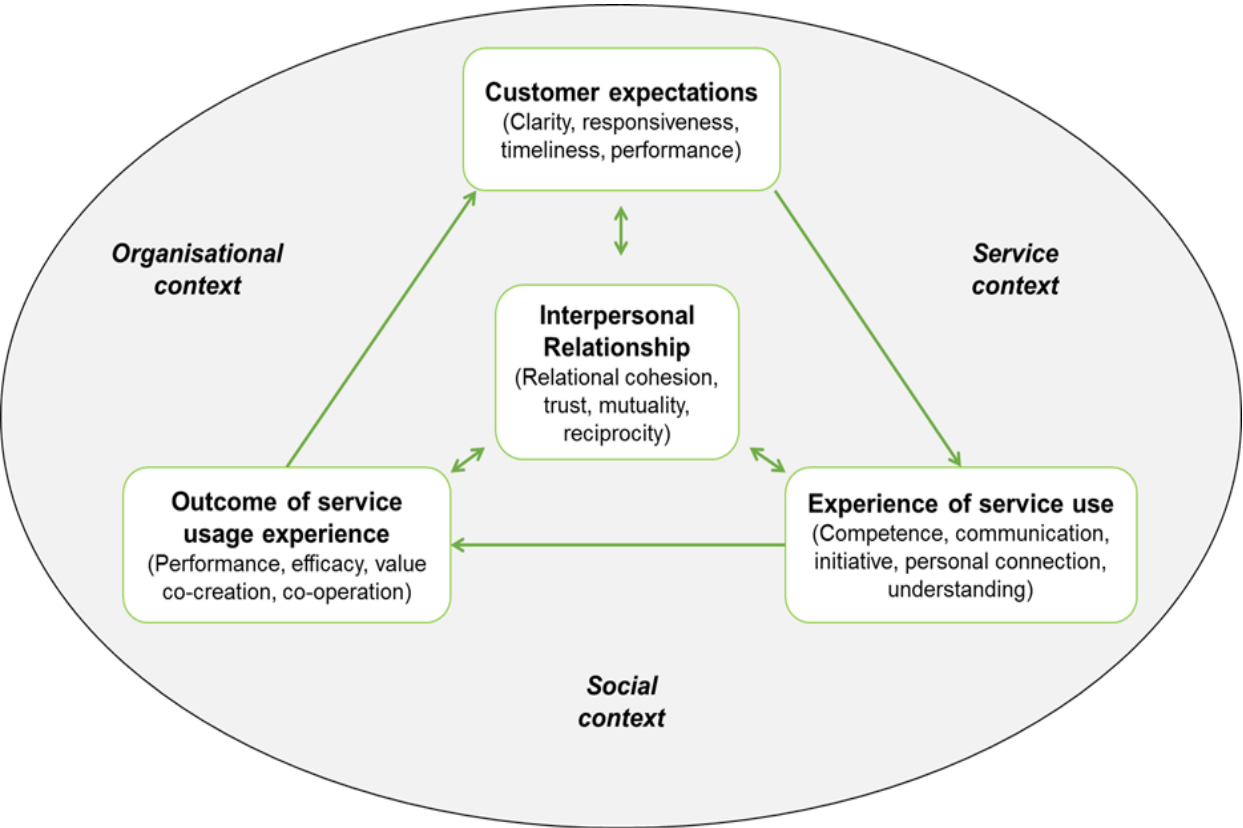 Customer expectations
(Clarity, responsiveness,
timeliness, performance)
Organisational
context
Service
context
Interpersonal
Relationship
(Relational cohesion,
trust, mutuality,
reciprocity)
Outcome of service
usage experience
(Performance, efficacy, value
co-creation, co-operation)
Experience of service use
(Competence, communication,
initiative, personal connection,
understanding)
Social
context